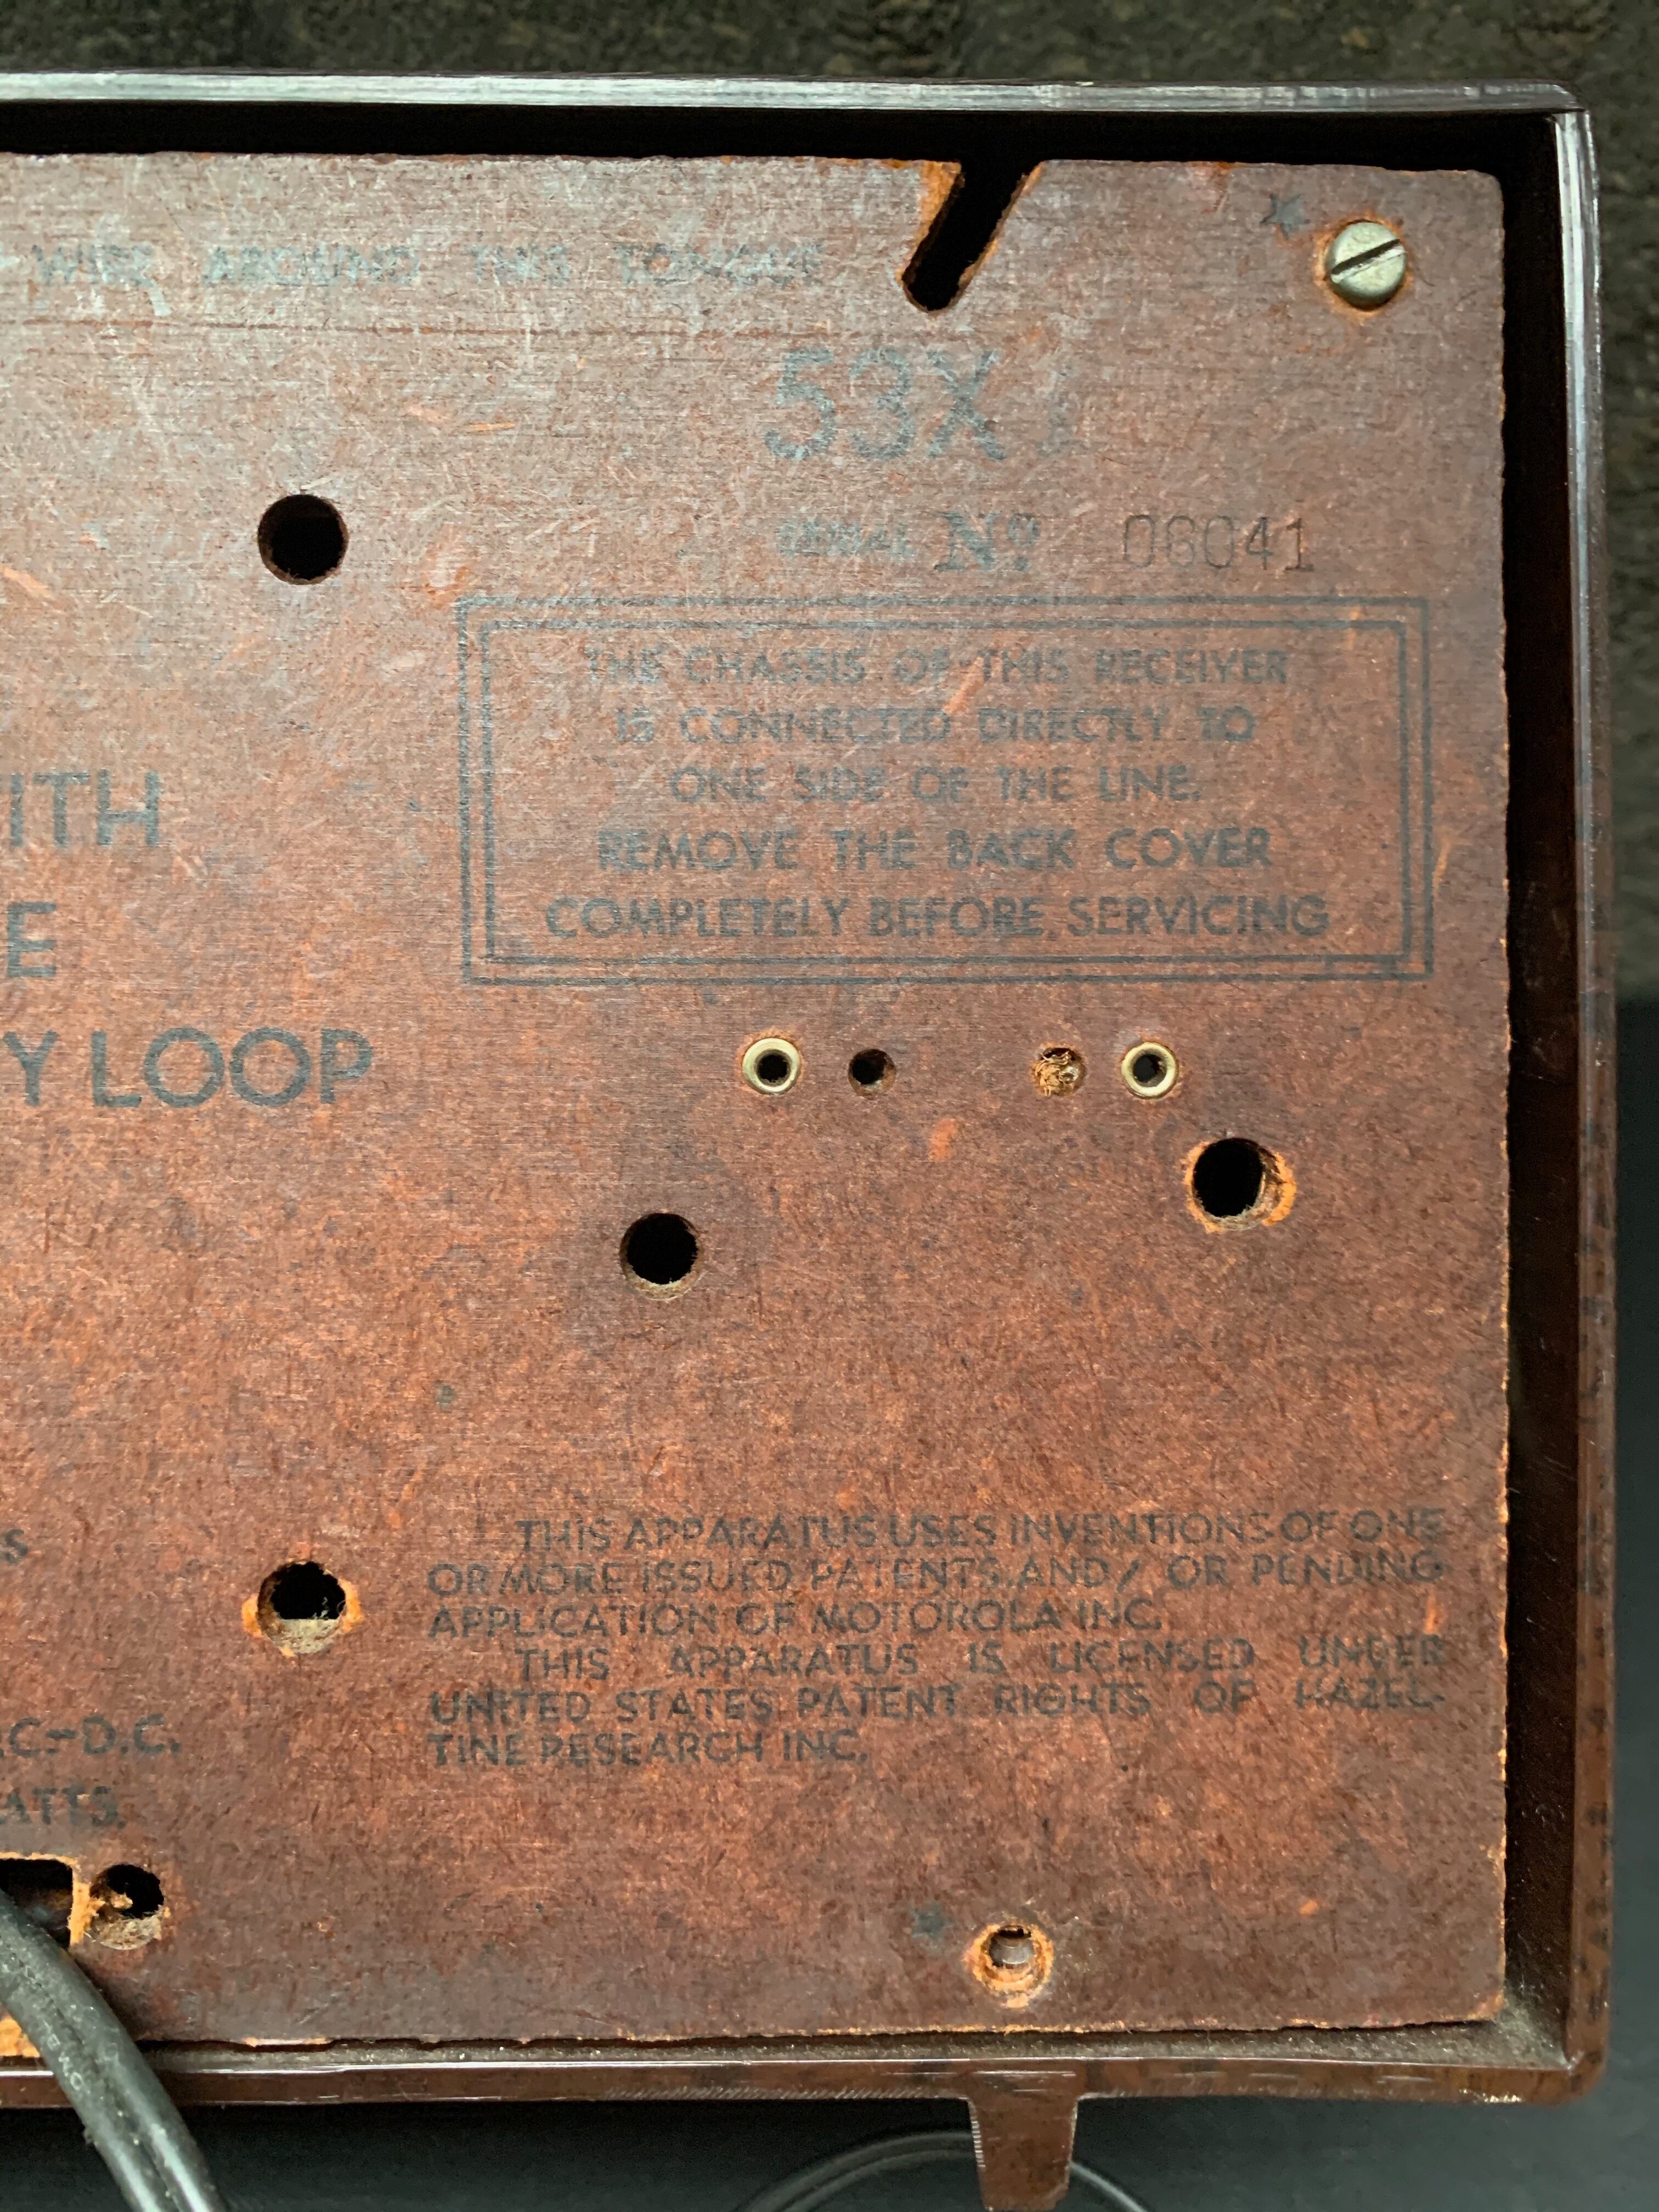 WIRE AROUND THIS TONGUE
53X
SERIAL Nº 06041
THE CHASSIS OF THIS RECEIVER
IS CONNECTED DIRECTLY TO
ONE SIDE OF THE LINE.
REMOVE THE BACK COVER
COMPLETELY BEFORE SERVICING
ITH
E
Y LOOP
S
.C.-D.C.
ATTS.
THIS APPARATUS USES INVENTIONS OF ONE
OR MORE ISSUED PATENTS AND/ OR PENDING
APPLICATION OF MOTOROLA INC.
THIS APPARATUS IS LICENSED UNDER
UNITED STATES PATENT RIGHTS OF HAZEL-
TINE RESEARCH INC.